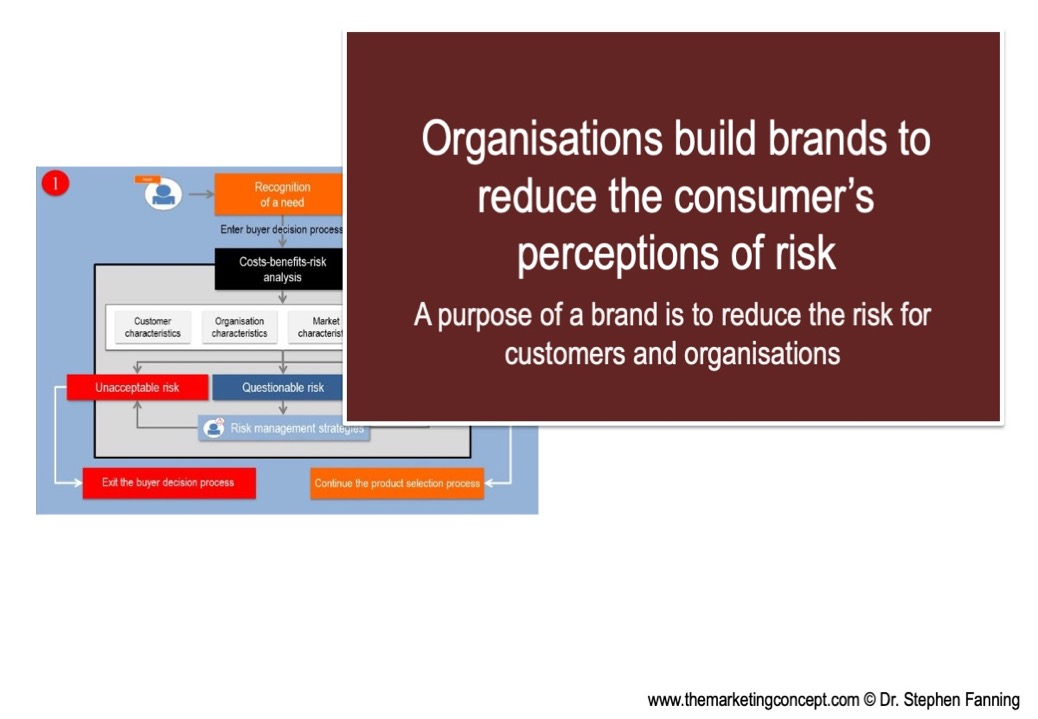 Organisations build brands to
reduce the consumer's
perceptions of risk
A purpose of a brand is to reduce the risk for
customers and organisations
1
Recognition
of a need
Enter buyer decision process
Costs-benefits-risk
analysis
Customer
characteristics
Organisation
characteristics
Market
Unacceptable risk
Questionable risk
Risk management strategies
Exit the buyer decision process
Continue the product selection process
www.themarketingconcept.com © Dr. Stephen Fanning